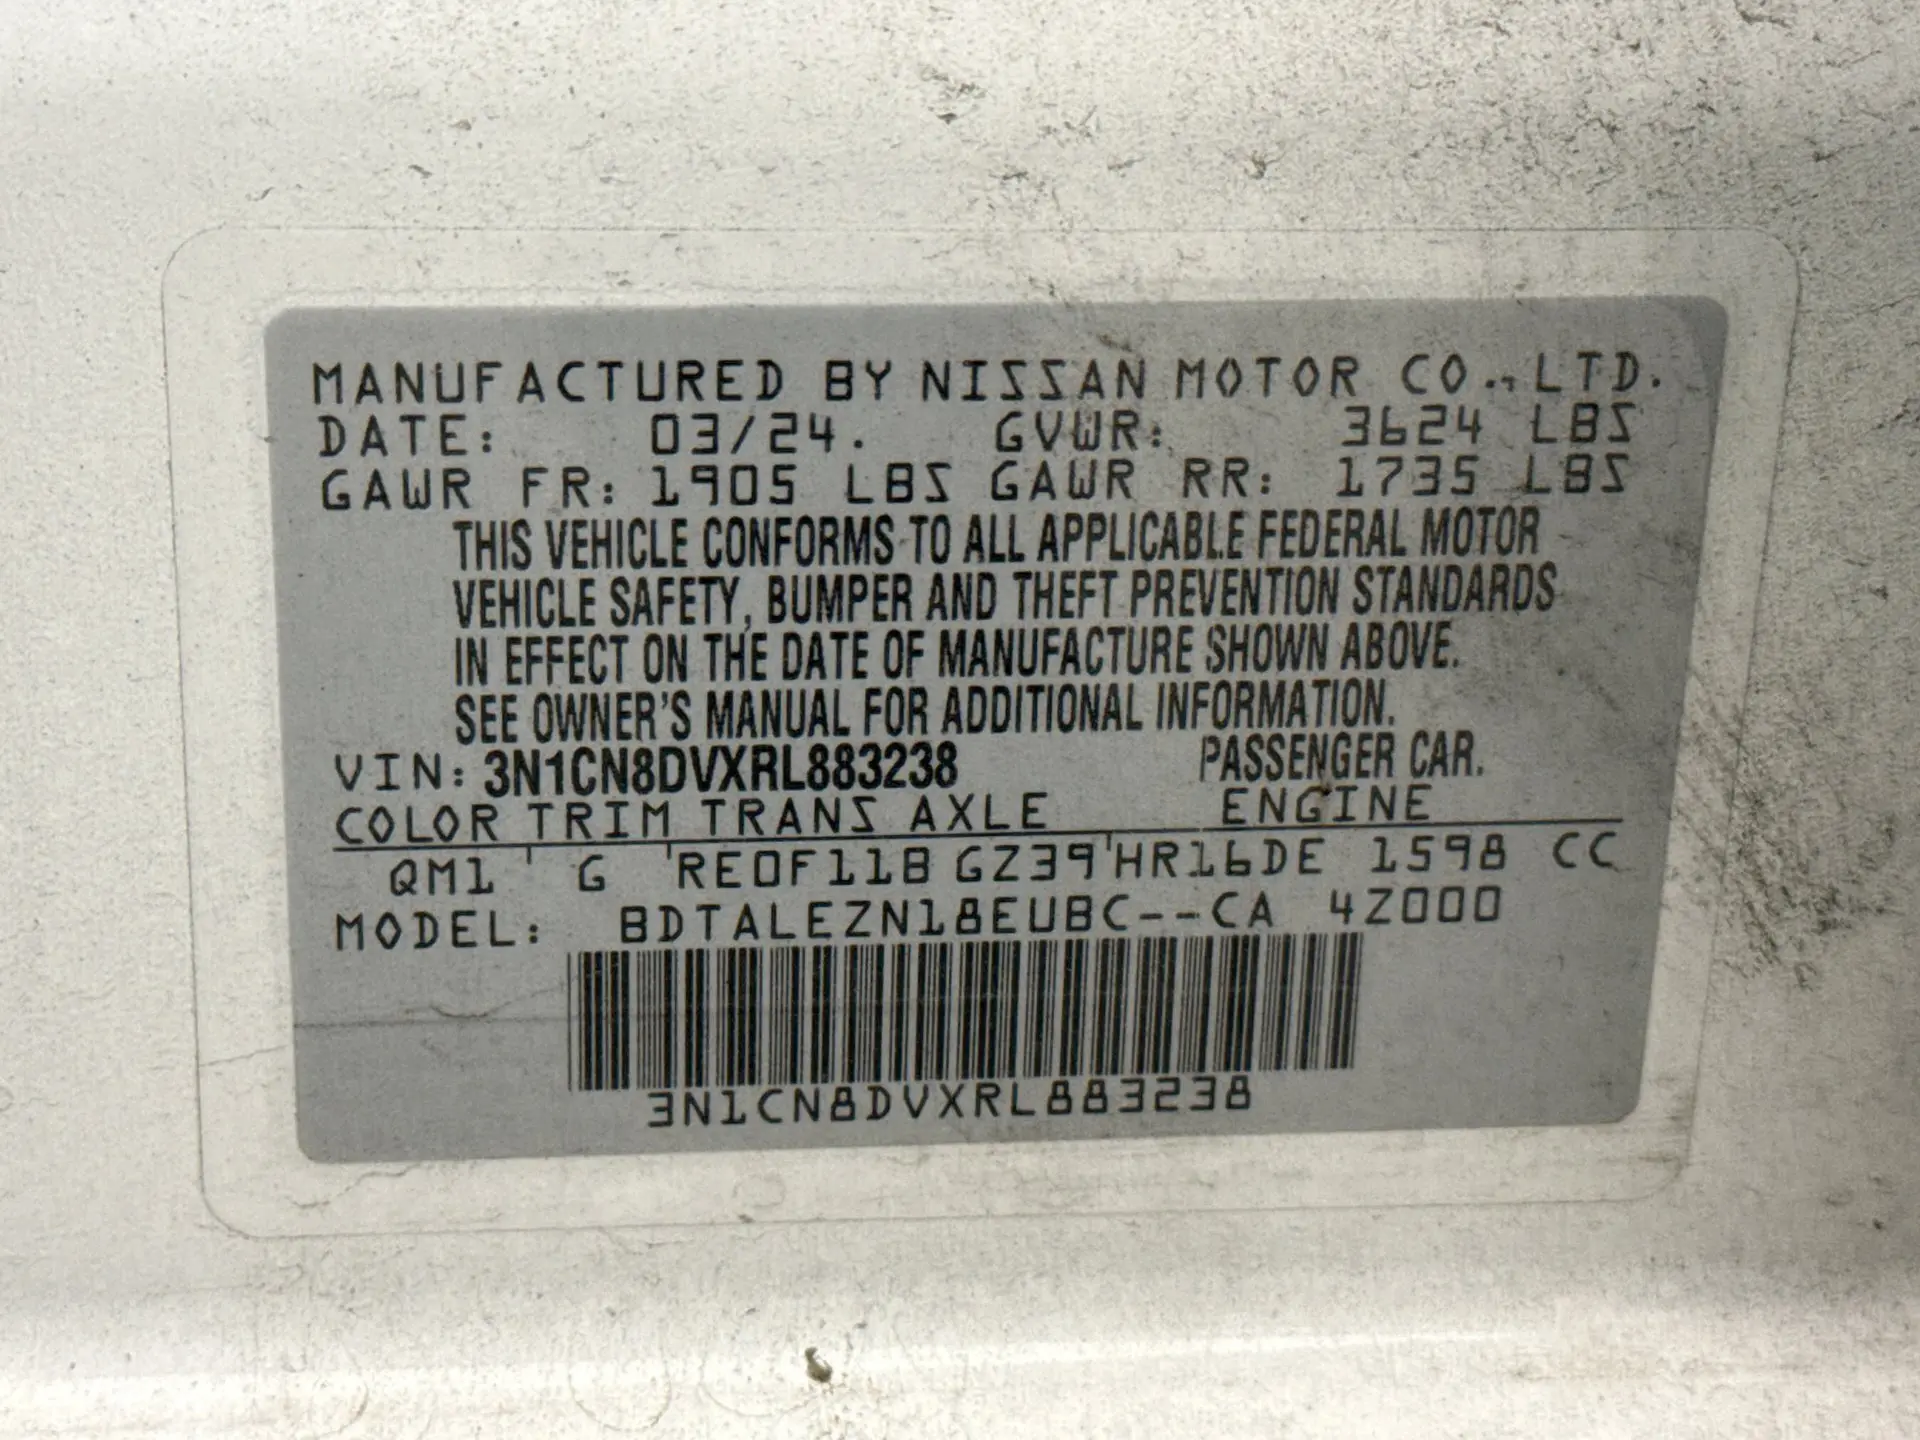 MANUFACTURED BY NISSAN MOTOR CO.,LTD.
DATE: 03/24. GVWR: 3624 LBS
GAWR FR: 1905 LBS GAWR RR: 1735 LBS
THIS VEHICLE CONFORMS TO ALL APPLICABLE FEDERAL MOTOR
VEHICLE SAFETY, BUMPER AND THEFT PREVENTION STANDARDS
IN EFFECT ON THE DATE OF MANUFACTURE SHOWN ABOVE.
SEE OWNER'S MANUAL FOR ADDITIONAL INFORMATION.
VIN: 3N1CN8DVXRL883238 PASSENGER CAR.
COLOR TRIM TRANS AXLE ENGINE
QM1 G RE0F11B GZ39 HR16DE 1598 CC
MODEL: BDTALEZN18EUBC--CA 4Z000
3N1CN8DVXRL883238